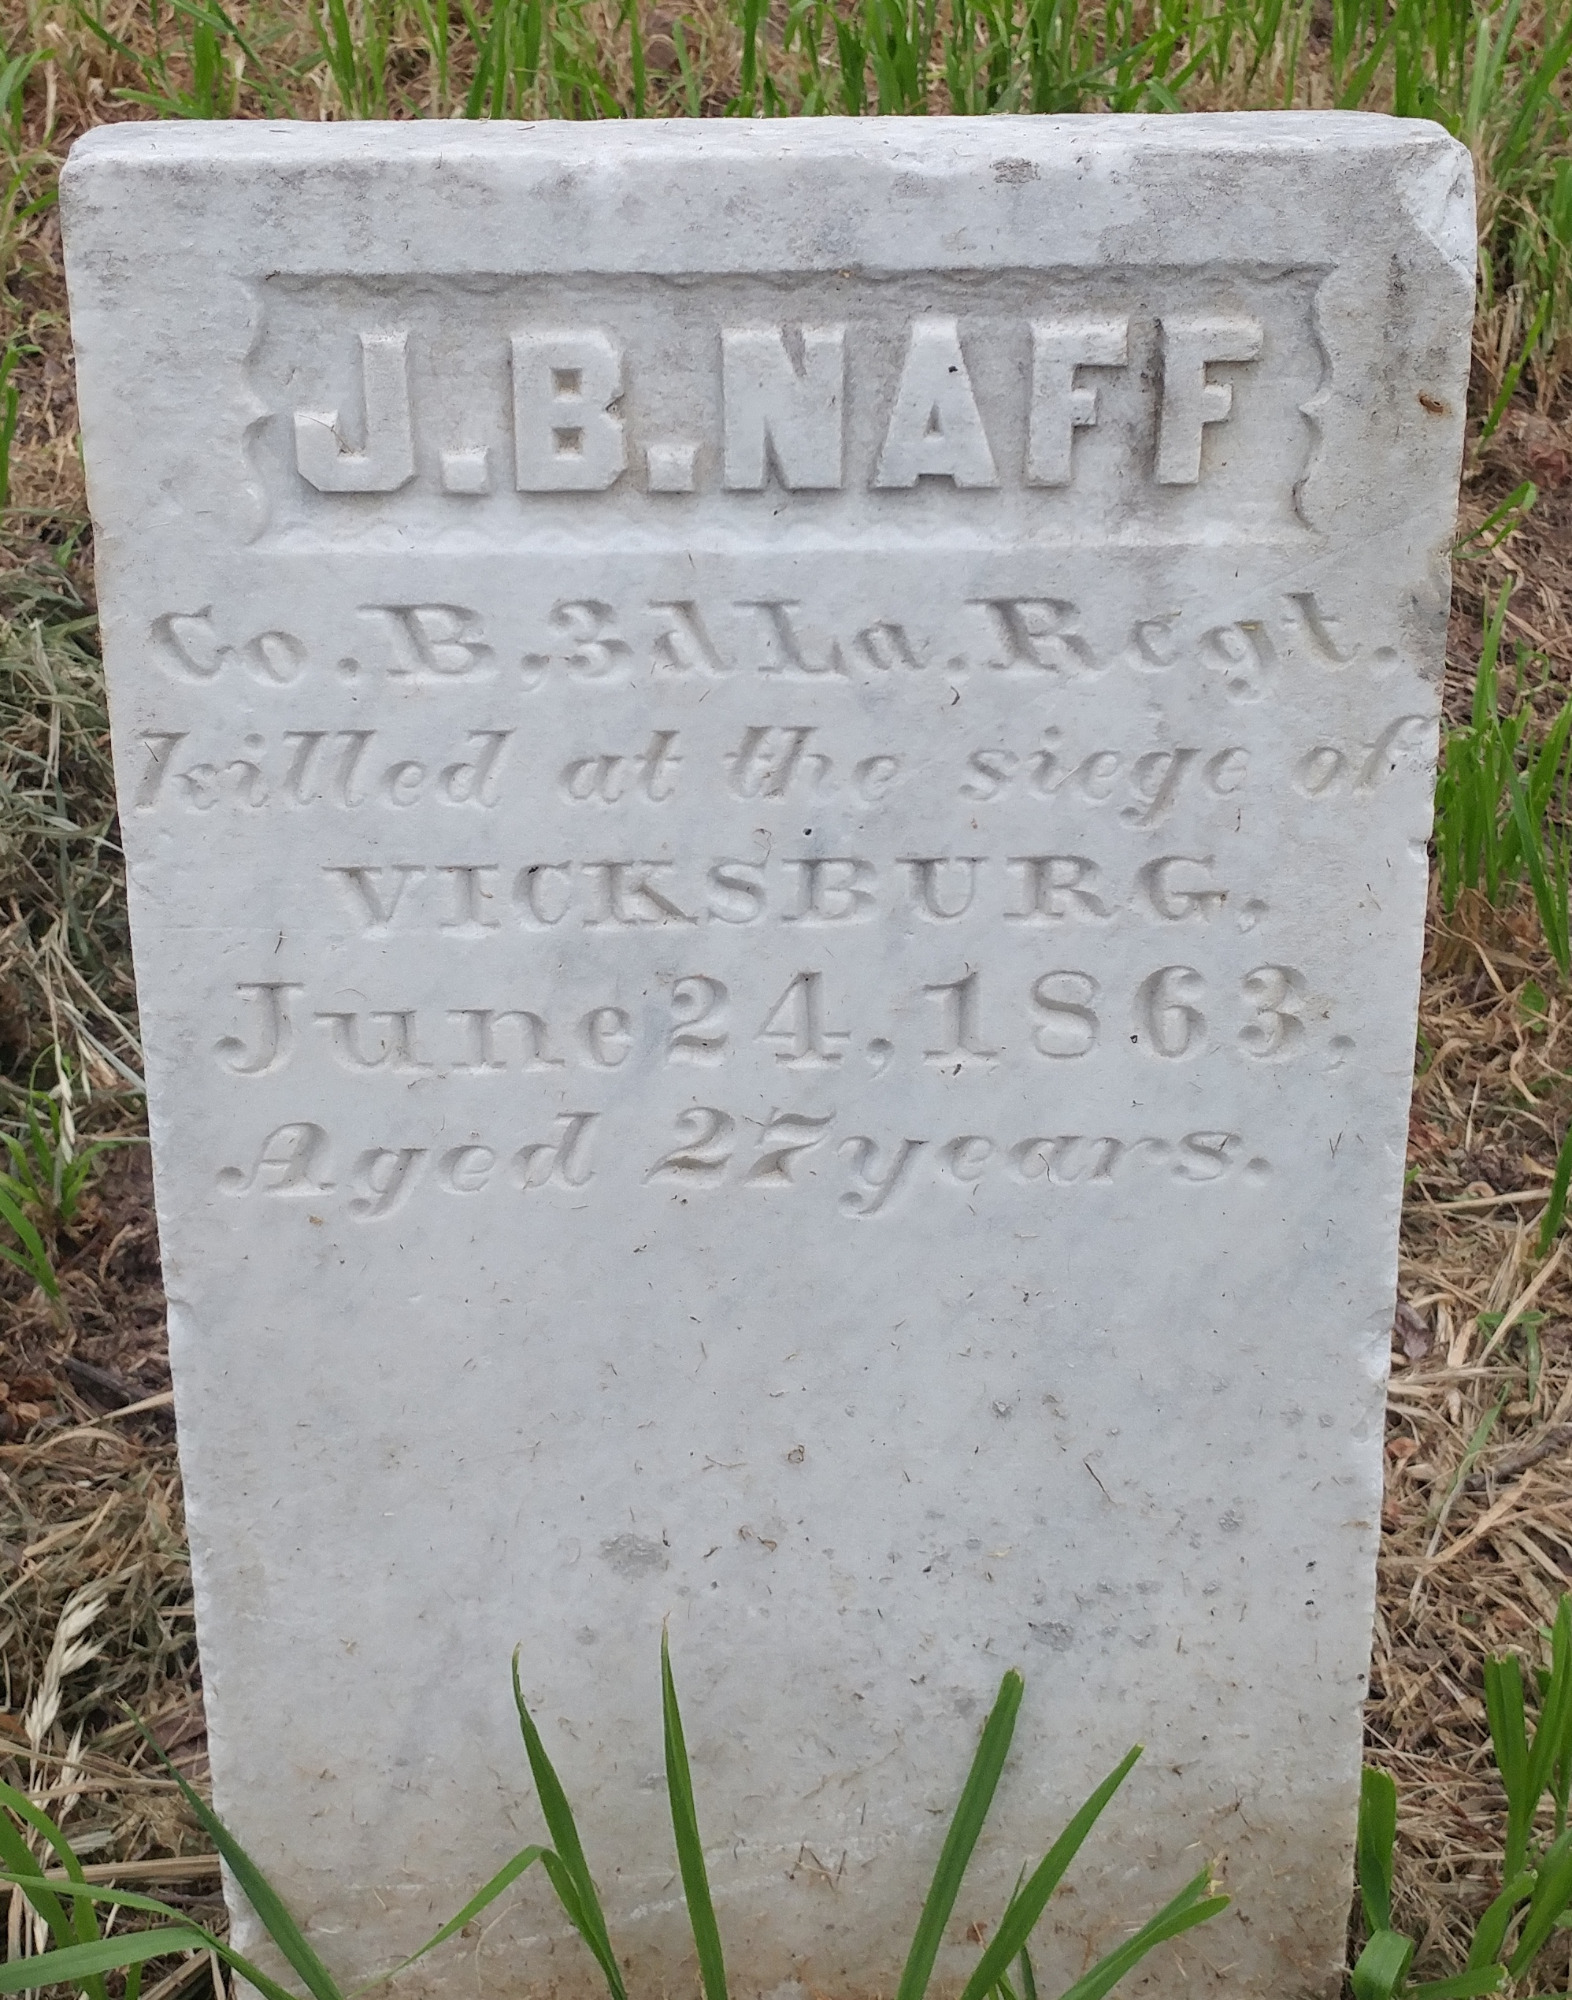 J.B.NAFF
Co.B,3d La.Regt.
killed at the siege of
VICKSBURG,
June 24,1863,
Aged 27 years.